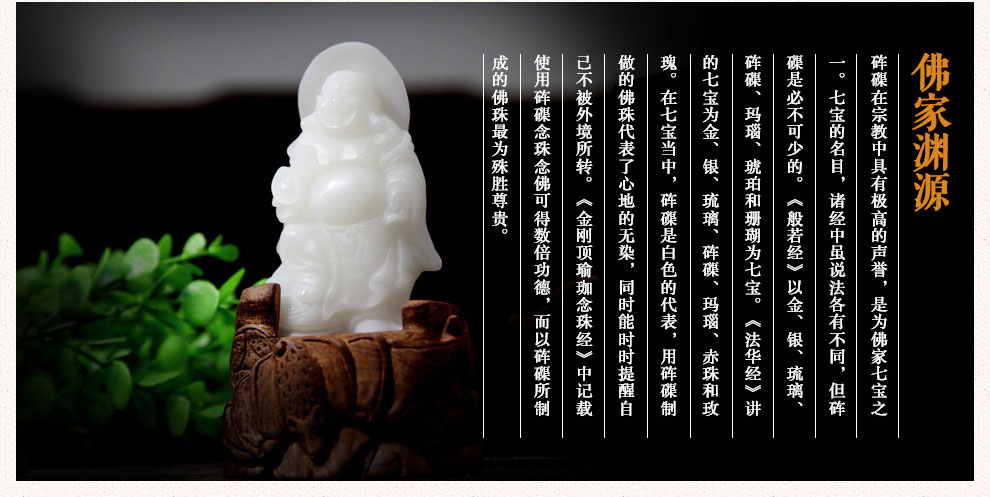 佛家渊源
砗磲在宗教中具有极高的声誉，是为佛家七宝之
一。七宝的名目，诸经中虽说法各有不同，但砗
磲是必不可少的。《般若经》以金、银、琉璃、
砗磲、玛瑙、琥珀和珊瑚为七宝。《法华经》讲
的七宝为金、银、琉璃、砗磲、玛瑙、赤珠和玫
瑰。在七宝当中，砗磲是白色的代表，用砗磲制
做的佛珠代表了心地的无染，同时能时时提醒自
己不被外境所转。《金刚顶瑜珈念珠经》中记载
使用砗磲念珠念佛可得数倍功德，而以砗磲所制
成的佛珠最为殊胜尊贵。